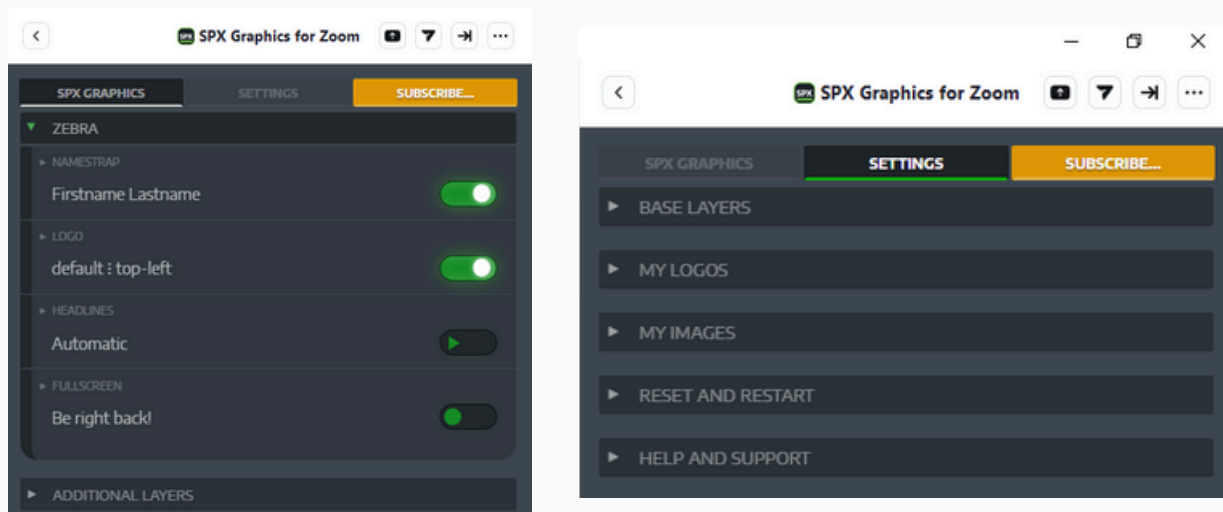 SPX Graphics for Zoom
SPX GRAPHICS SETTINGS SUBSCRIBE...
ZEBRA
NAMESTRAP
Firstname Lastname
LOGO
default ⁝ top-left
HEADLINES
Automatic
FULLSCREEN
Be right back!
ADDITIONAL LAYERS
SPX SPX Graphics for Zoom
SPX GRAPHICS SETTINGS SUBSCRIBE...
BASE LAYERS
MY LOGOS
MY IMAGES
RESET AND RESTART
HELP AND SUPPORT